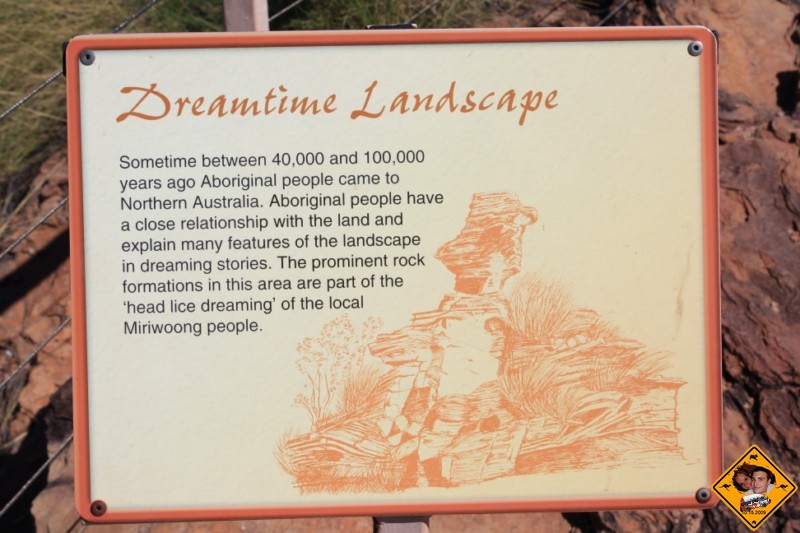 Dreamtime Landscape
Sometime between 40,000 and 100,000
years ago Aboriginal people came to
Northern Australia. Aboriginal people have
a close relationship with the land and
explain many features of the landscape
in dreaming stories. The prominent rock
formations in this area are part of the
‘head lice dreaming’ of the local
Miriwoong people.